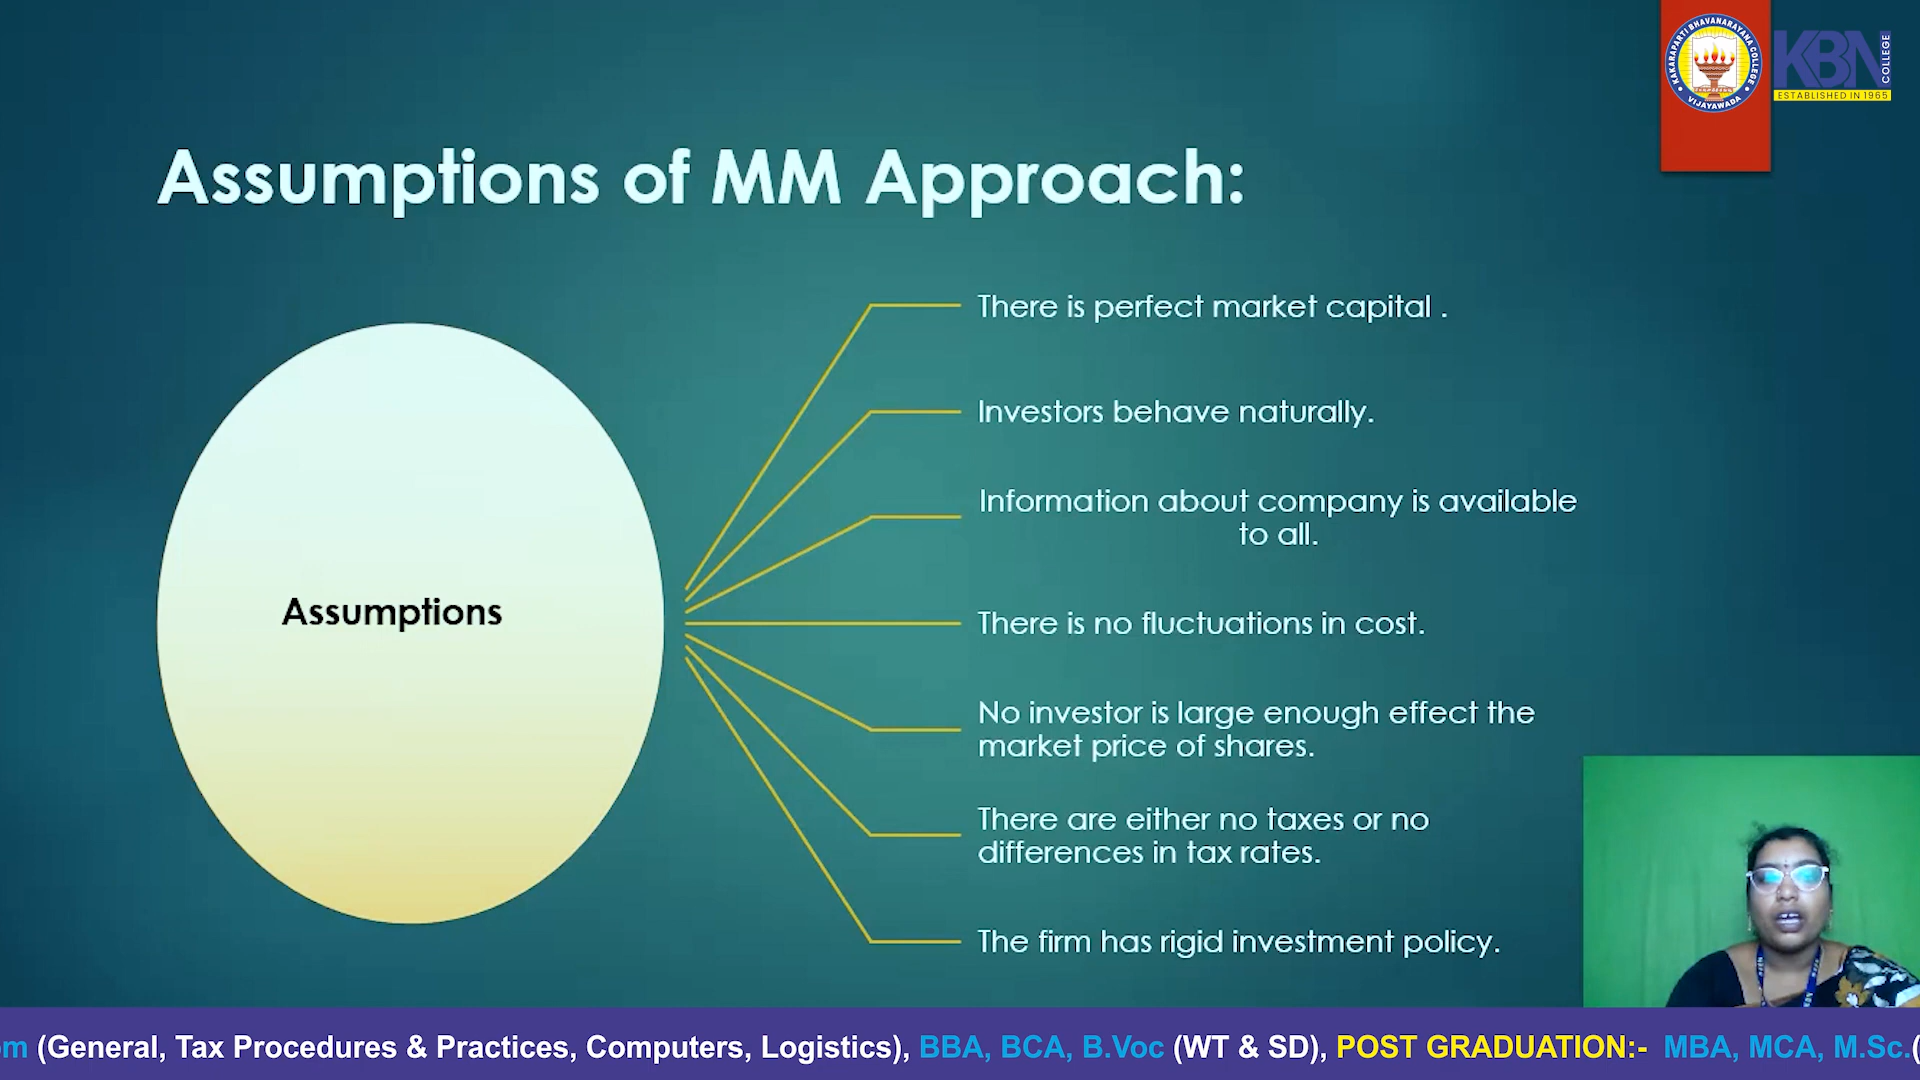 KAKARAPARTI BHAVANARAYANA COLLEGE
VIJAYAWADA
KBN
COLLEGE
ESTABLISHED IN 1965
Assumptions of MM Approach:
Assumptions
There is perfect market capital .
Investors behave naturally.
Information about company is available
to all.
There is no fluctuations in cost.
No investor is large enough effect the
market price of shares.
There are either no taxes or no
differences in tax rates.
The firm has rigid investment policy.
(General, Tax Procedures & Practices, Computers, Logistics), BBA, BCA, B.Voc (WT & SD), POST GRADUATION:- MBA, MCA, M.Sc.(